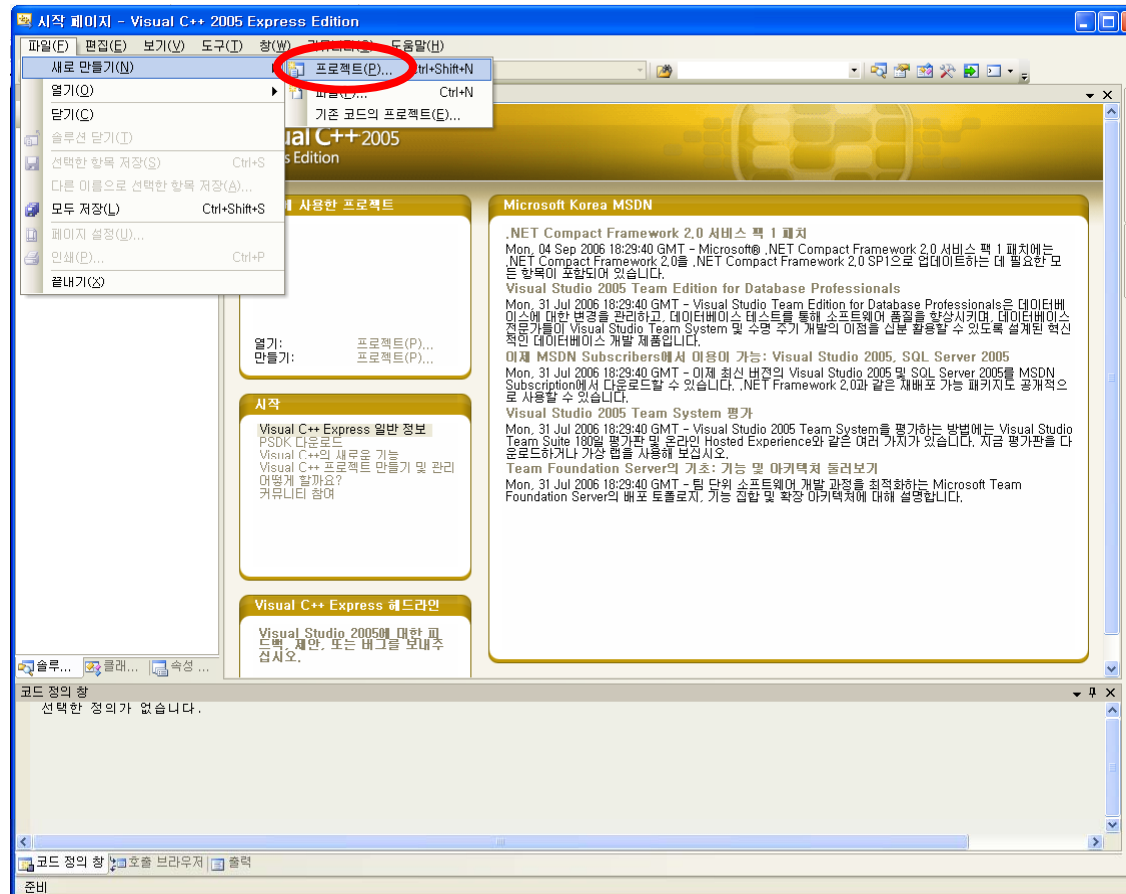 시작 페이지 - Visual C++ 2005 Express Edition
파일(F) 편집(E) 보기(V) 도구(T) 창(W) 도움말(H)
새로 만들기(N)
열기(O)
닫기(C)
솔루션 닫기(T)
선택한 항목 저장(S) Ctrl+S
다른 이름으로 선택한 항목 저장(A)...
모두 저장(L) Ctrl+Shift+S
페이지 설정(U)...
인쇄(P)... Ctrl+P
끝내기(X)
프로젝트(P)... Ctrl+Shift+N
파일(F)... Ctrl+N
기존 코드의 프로젝트(E)...
C++ 2005
Edition
사용한 프로젝트
열기: 프로젝트(P)...
만들기: 프로젝트(P)...
시작
Visual C++ Express 일반 정보
PSDK 다운로드
Visual C++의 새로운 기능
Visual C++ 프로젝트 만들기 및 관리
어떻게 할까요?
커뮤니티 참여
Visual C++ Express 헤드라인
Visual Studio 2005에 대한 피
드백, 제안, 또는 버그를 보내주
십시오.
Microsoft Korea MSDN
.NET Compact Framework 2.0 서비스 팩 1 패치
Mon, 04 Sep 2006 18:29:40 GMT - Microsoft® .NET Compact Framework 2.0 서비스 팩 1 패치에는
.NET Compact Framework 2.0을 .NET Compact Framework 2.0 SP1으로 업데이트하는 데 필요한 모
든 항목이 포함되어 있습니다.
Visual Studio 2005 Team Edition for Database Professionals
Mon, 31 Jul 2006 18:29:40 GMT - Visual Studio Team Edition for Database Professionals은 데이터베
이스에 대한 변경을 관리하고, 데이터베이스 테스트를 통해 소프트웨어 품질을 향상시키며, 데이터베이스
전문가들이 Visual Studio Team System 및 수명 주기 개발의 이점을 십분 활용할 수 있도록 설계된 혁신
적인 데이터베이스 개발 제품입니다.
이제 MSDN Subscribers에서 이용이 가능: Visual Studio 2005, SQL Server 2005
Mon, 31 Jul 2006 18:29:40 GMT - 이제 최신 버전의 Visual Studio 2005 및 SQL Server 2005를 MSDN
Subscription에서 다운로드할 수 있습니다. .NET Framework 2.0과 같은 재배포 가능 패키지도 공개적으
로 사용할 수 있습니다.
Visual Studio 2005 Team System 평가
Mon, 31 Jul 2006 18:29:40 GMT - Visual Studio 2005 Team System을 평가하는 방법에는 Visual Studio
Team Suite 180일 평가판 및 온라인 Hosted Experience와 같은 여러 가지가 있습니다. 지금 평가판을 다
운로드하거나 가상 랩을 사용해 보십시오.
Team Foundation Server의 기초: 기능 및 아키텍처 둘러보기
Mon, 31 Jul 2006 18:29:40 GMT - 팀 단위 소프트웨어 개발 과정을 최적화하는 Microsoft Team
Foundation Server의 배포 토폴로지, 기능 집합 및 확장 아키텍처에 대해 설명합니다.
솔루... 클래... 속성 ...
코드 정의 창
선택한 정의가 없습니다.
코드 정의 창 호출 브라우저 출력
준비